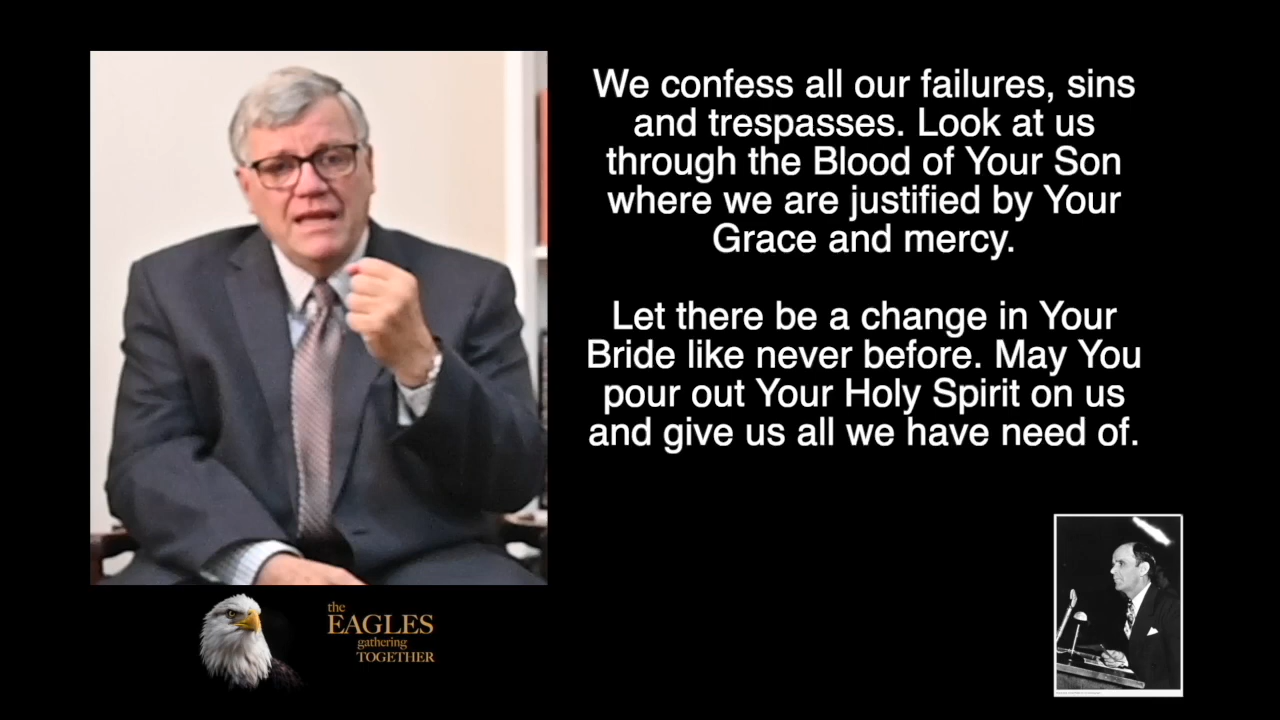 We confess all our failures, sins
and trespasses. Look at us
through the Blood of Your Son
where we are justified by Your
Grace and mercy.
Let there be a change in Your
Bride like never before. May You
pour out Your Holy Spirit on us
and give us all we have need of.
the
EAGLES
gathering
TOGETHER